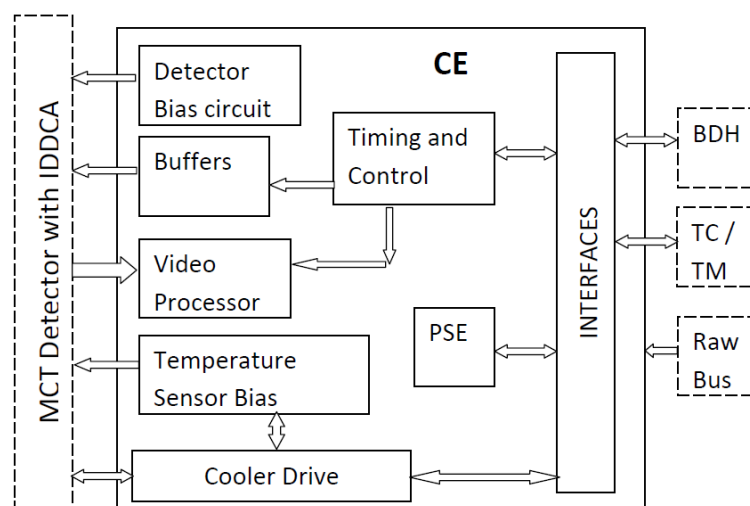 MCT Detector with IDDCA
CE
Detector
Bias circuit
Buffers
Timing and
Control
Video
Processor
PSE
Temperature
Sensor Bias
Cooler Drive
INTERFACES
BDH
TC /
TM
Raw
Bus